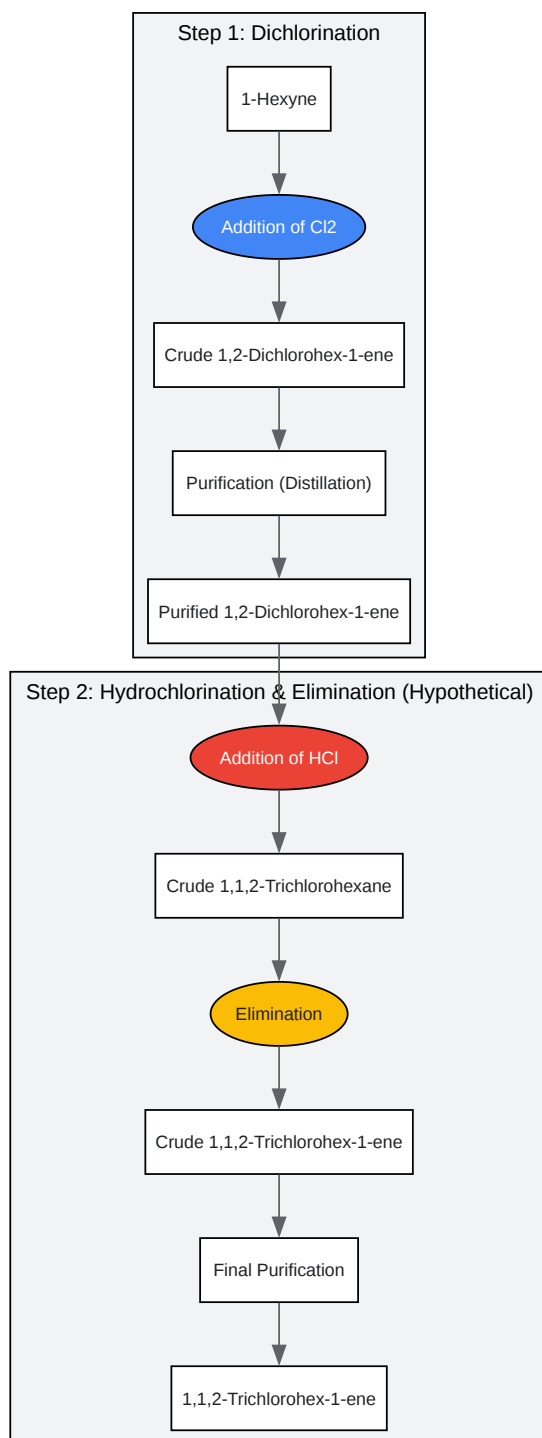 Step 1: Dichlorination
1-Hexyne
Addition of Cl2
Crude 1,2-Dichlorohex-1-ene
Purification (Distillation)
Purified 1,2-Dichlorohex-1-ene
Step 2: Hydrochlorination & Elimination (Hypothetical)
Addition of HCl
Crude 1,1,2-Trichlorohexane
Elimination
Crude 1,1,2-Trichlorohex-1-ene
Final Purification
1,1,2-Trichlorohex-1-ene